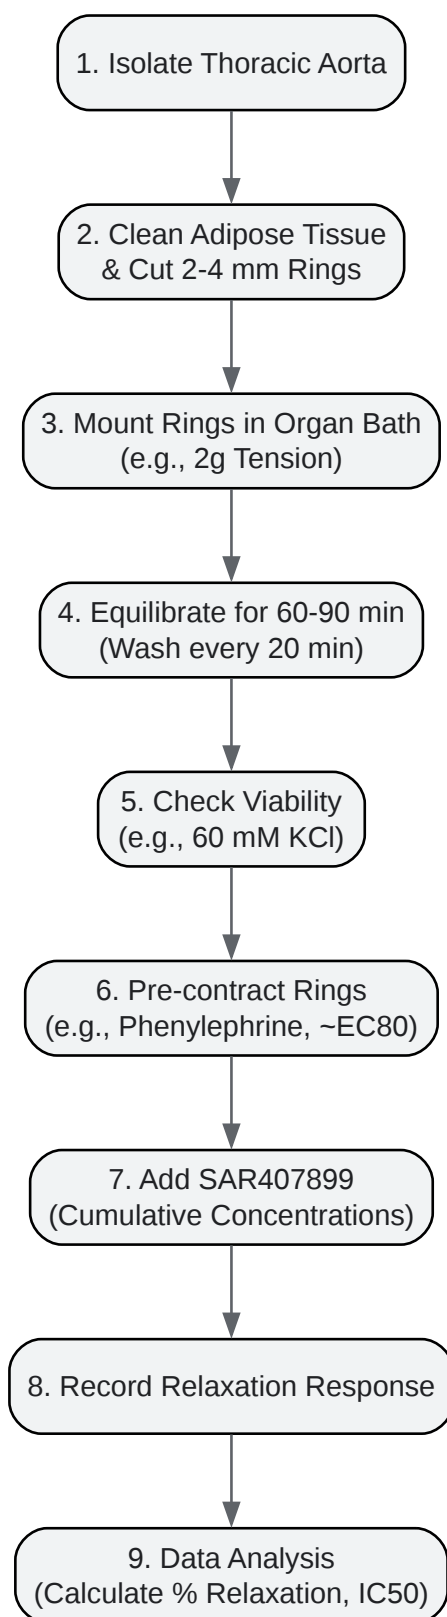 1. Isolate Thoracic Aorta
2. Clean Adipose Tissue
& Cut 2-4 mm Rings
3. Mount Rings in Organ Bath
(e.g., 2g Tension)
4. Equilibrate for 60-90 min
(Wash every 20 min)
5. Check Viability
(e.g., 60 mM KCl)
6. Pre-contract Rings
(e.g., Phenylephrine, ~EC80)
7. Add SAR407899
(Cumulative Concentrations)
8. Record Relaxation Response
9. Data Analysis
(Calculate % Relaxation, IC50)